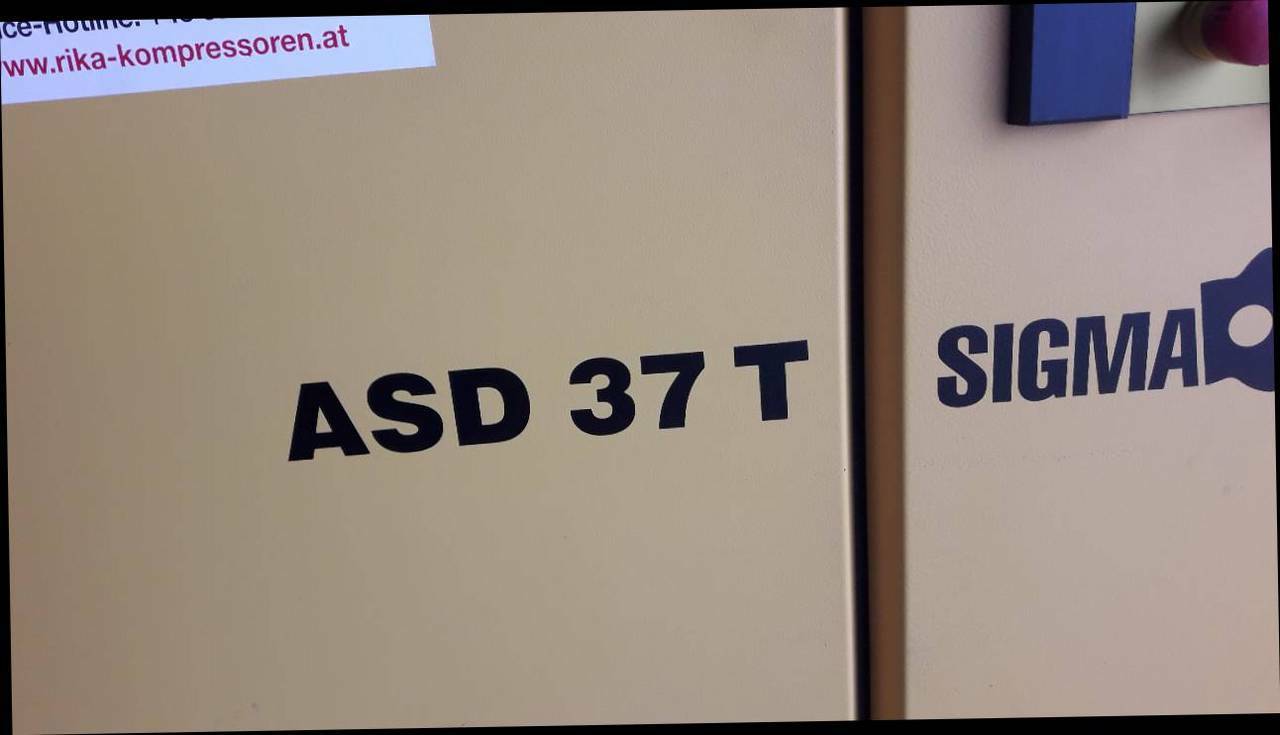 www.rika-kompressoren.at
ASD 37 T
SIGMA